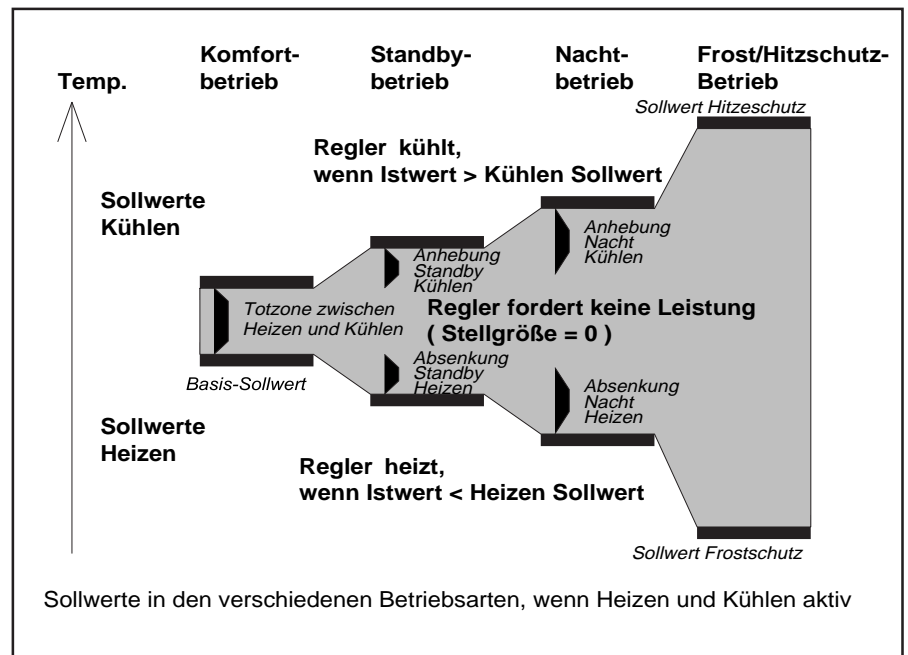 Komfort-
betrieb
Standby-
betrieb
Nacht-
betrieb
Frost/Hitzschutz-
Betrieb
Temp.
Sollwert Hitzeschutz
Regler kühlt,
wenn Istwert > Kühlen Sollwert
Sollwerte
Kühlen
Anhebung
Nacht
Kühlen
Anhebung
Standby
Kühlen
Totzone zwischen
Heizen und Kühlen
Regler fordert keine Leistung
( Stellgröße = 0 )
Basis-Sollwert
Absenkung
Standby
Heizen
Absenkung
Nacht
Heizen
Sollwerte
Heizen
Regler heizt,
wenn Istwert < Heizen Sollwert
Sollwert Frostschutz
Sollwerte in den verschiedenen Betriebsarten, wenn Heizen und Kühlen aktiv